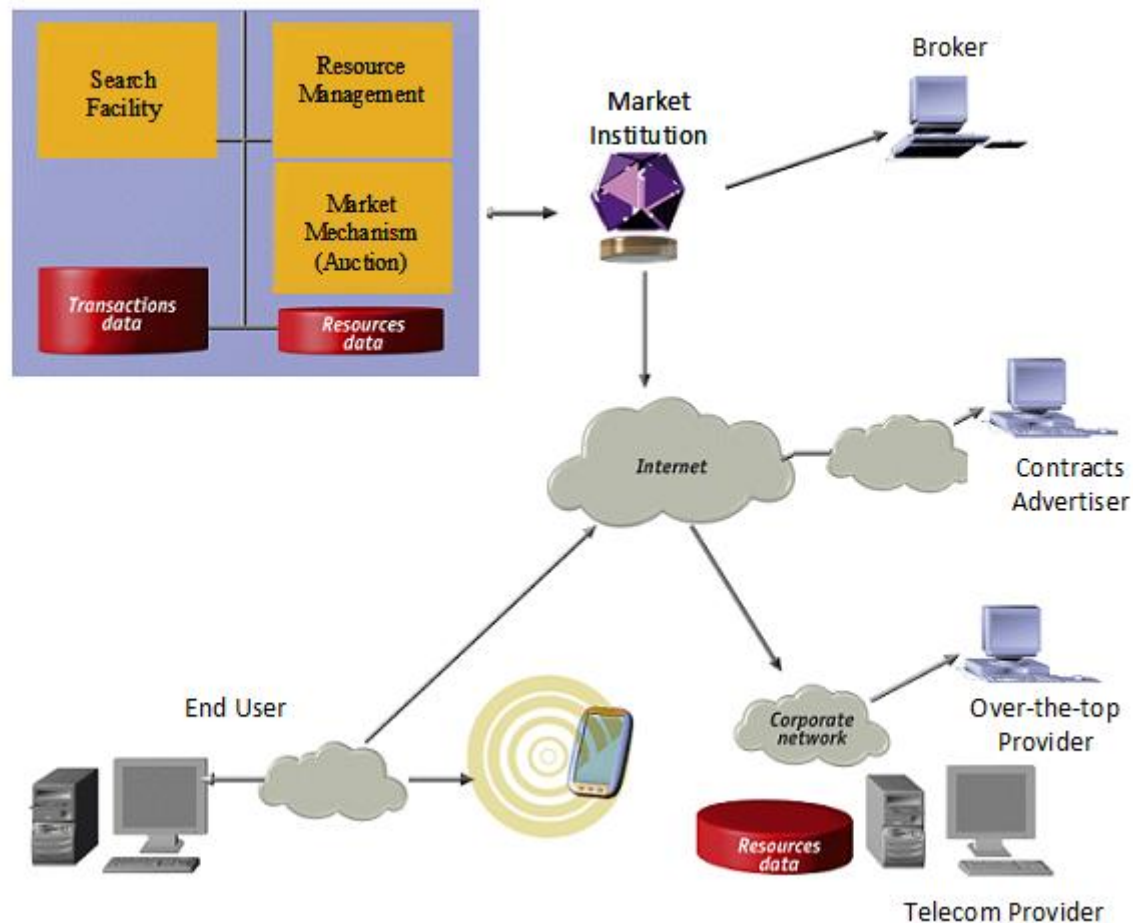 Search
Facility
Resource
Management
Market
Mechanism
(Auction)
Transactions
data
Resources
data
Market
Institution
Broker
Internet
Contracts
Advertiser
End User
Corporate
network
Over-the-top
Provider
Resources
data
Telecom Provider